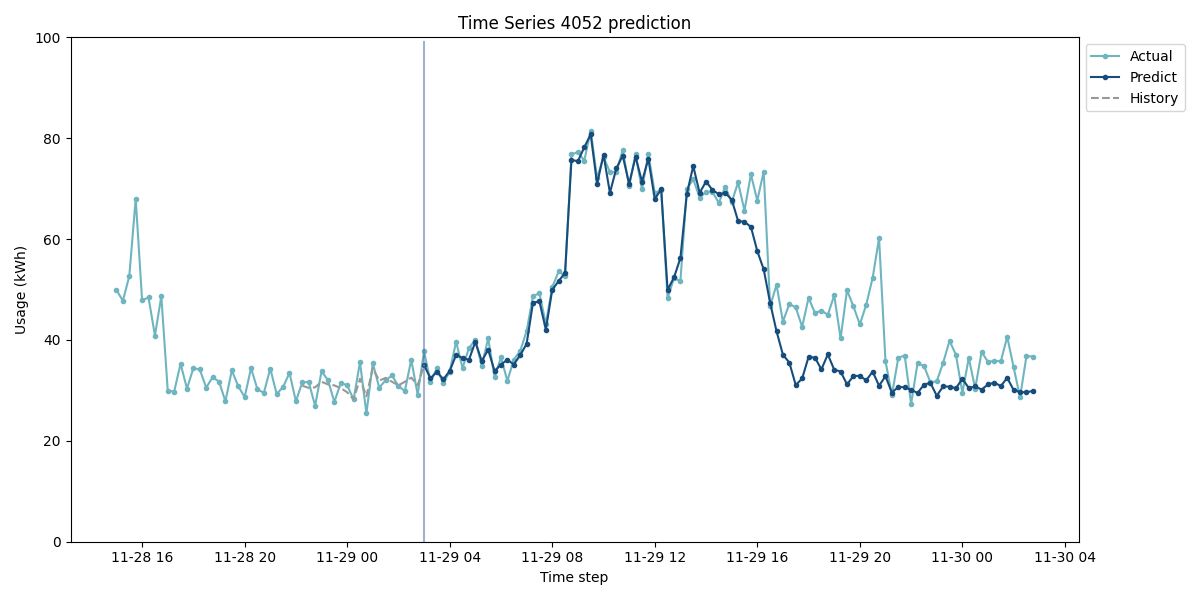 Time Series 4052 prediction
100
80
60
40
20
0
Usage (kWh)
11-28 16
11-28 20
11-29 00
11-29 04
11-29 08
11-29 12
11-29 16
11-29 20
11-30 00
11-30 04
Time step
Actual
Predict
History